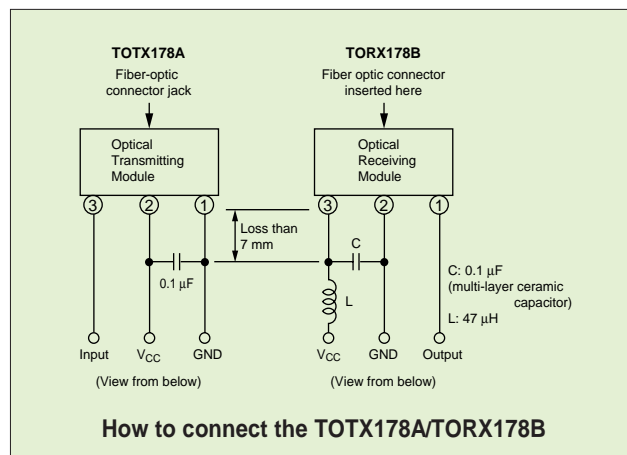 TOTX178A
Fiber-optic
connector jack
Optical
Transmitting
Module
3
2
1
0.1 μF
Input
VCC
GND
(View from below)
Loss than
7 mm
TORX178B
Fiber optic connector
inserted here
Optical
Receiving
Module
3
2
1
C
L
C: 0.1 μF
(multi-layer ceramic
capacitor)
L: 47 μH
VCC
GND
Output
(View from below)
How to connect the TOTX178A/TORX178B